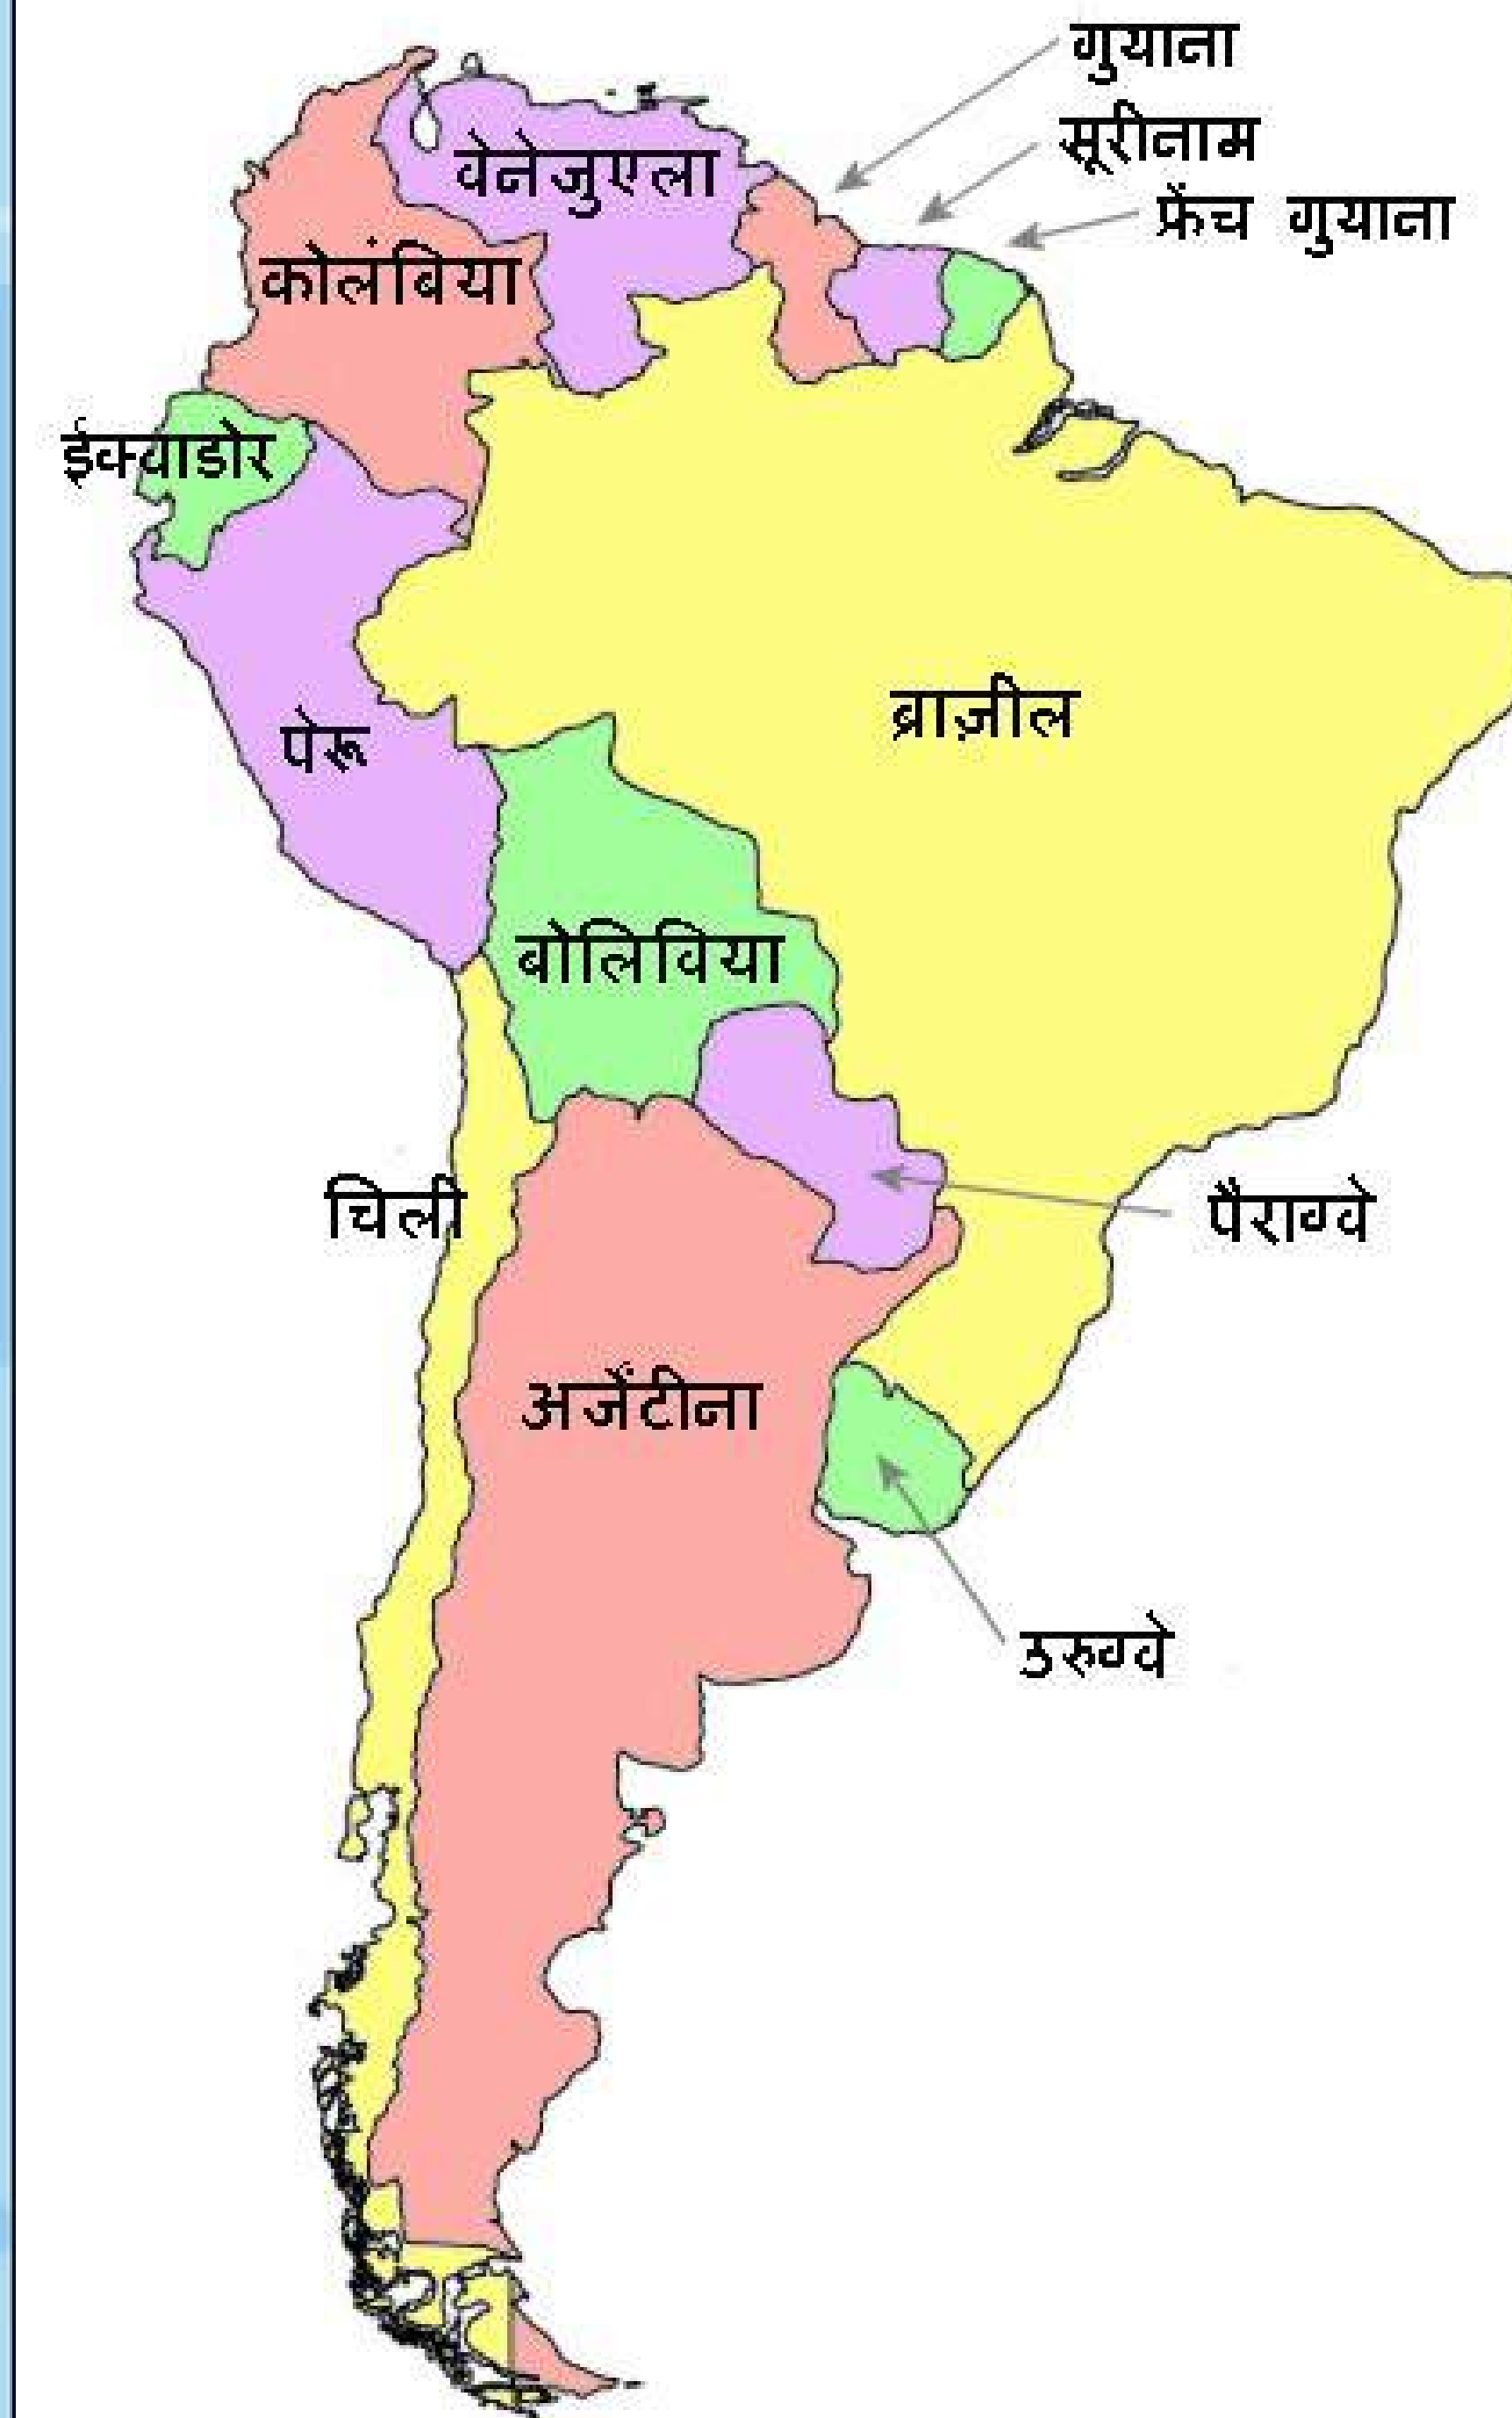 गुयाना
सूरीनाम
फ्रेंच गुयाना
वेनेजुएला
कोलंबिया
ईक्वाडोर
ब्राज़ील
पेरू
बोलिविया
चिली
पैराग्वे
अर्जेंटीना
उरुग्वे